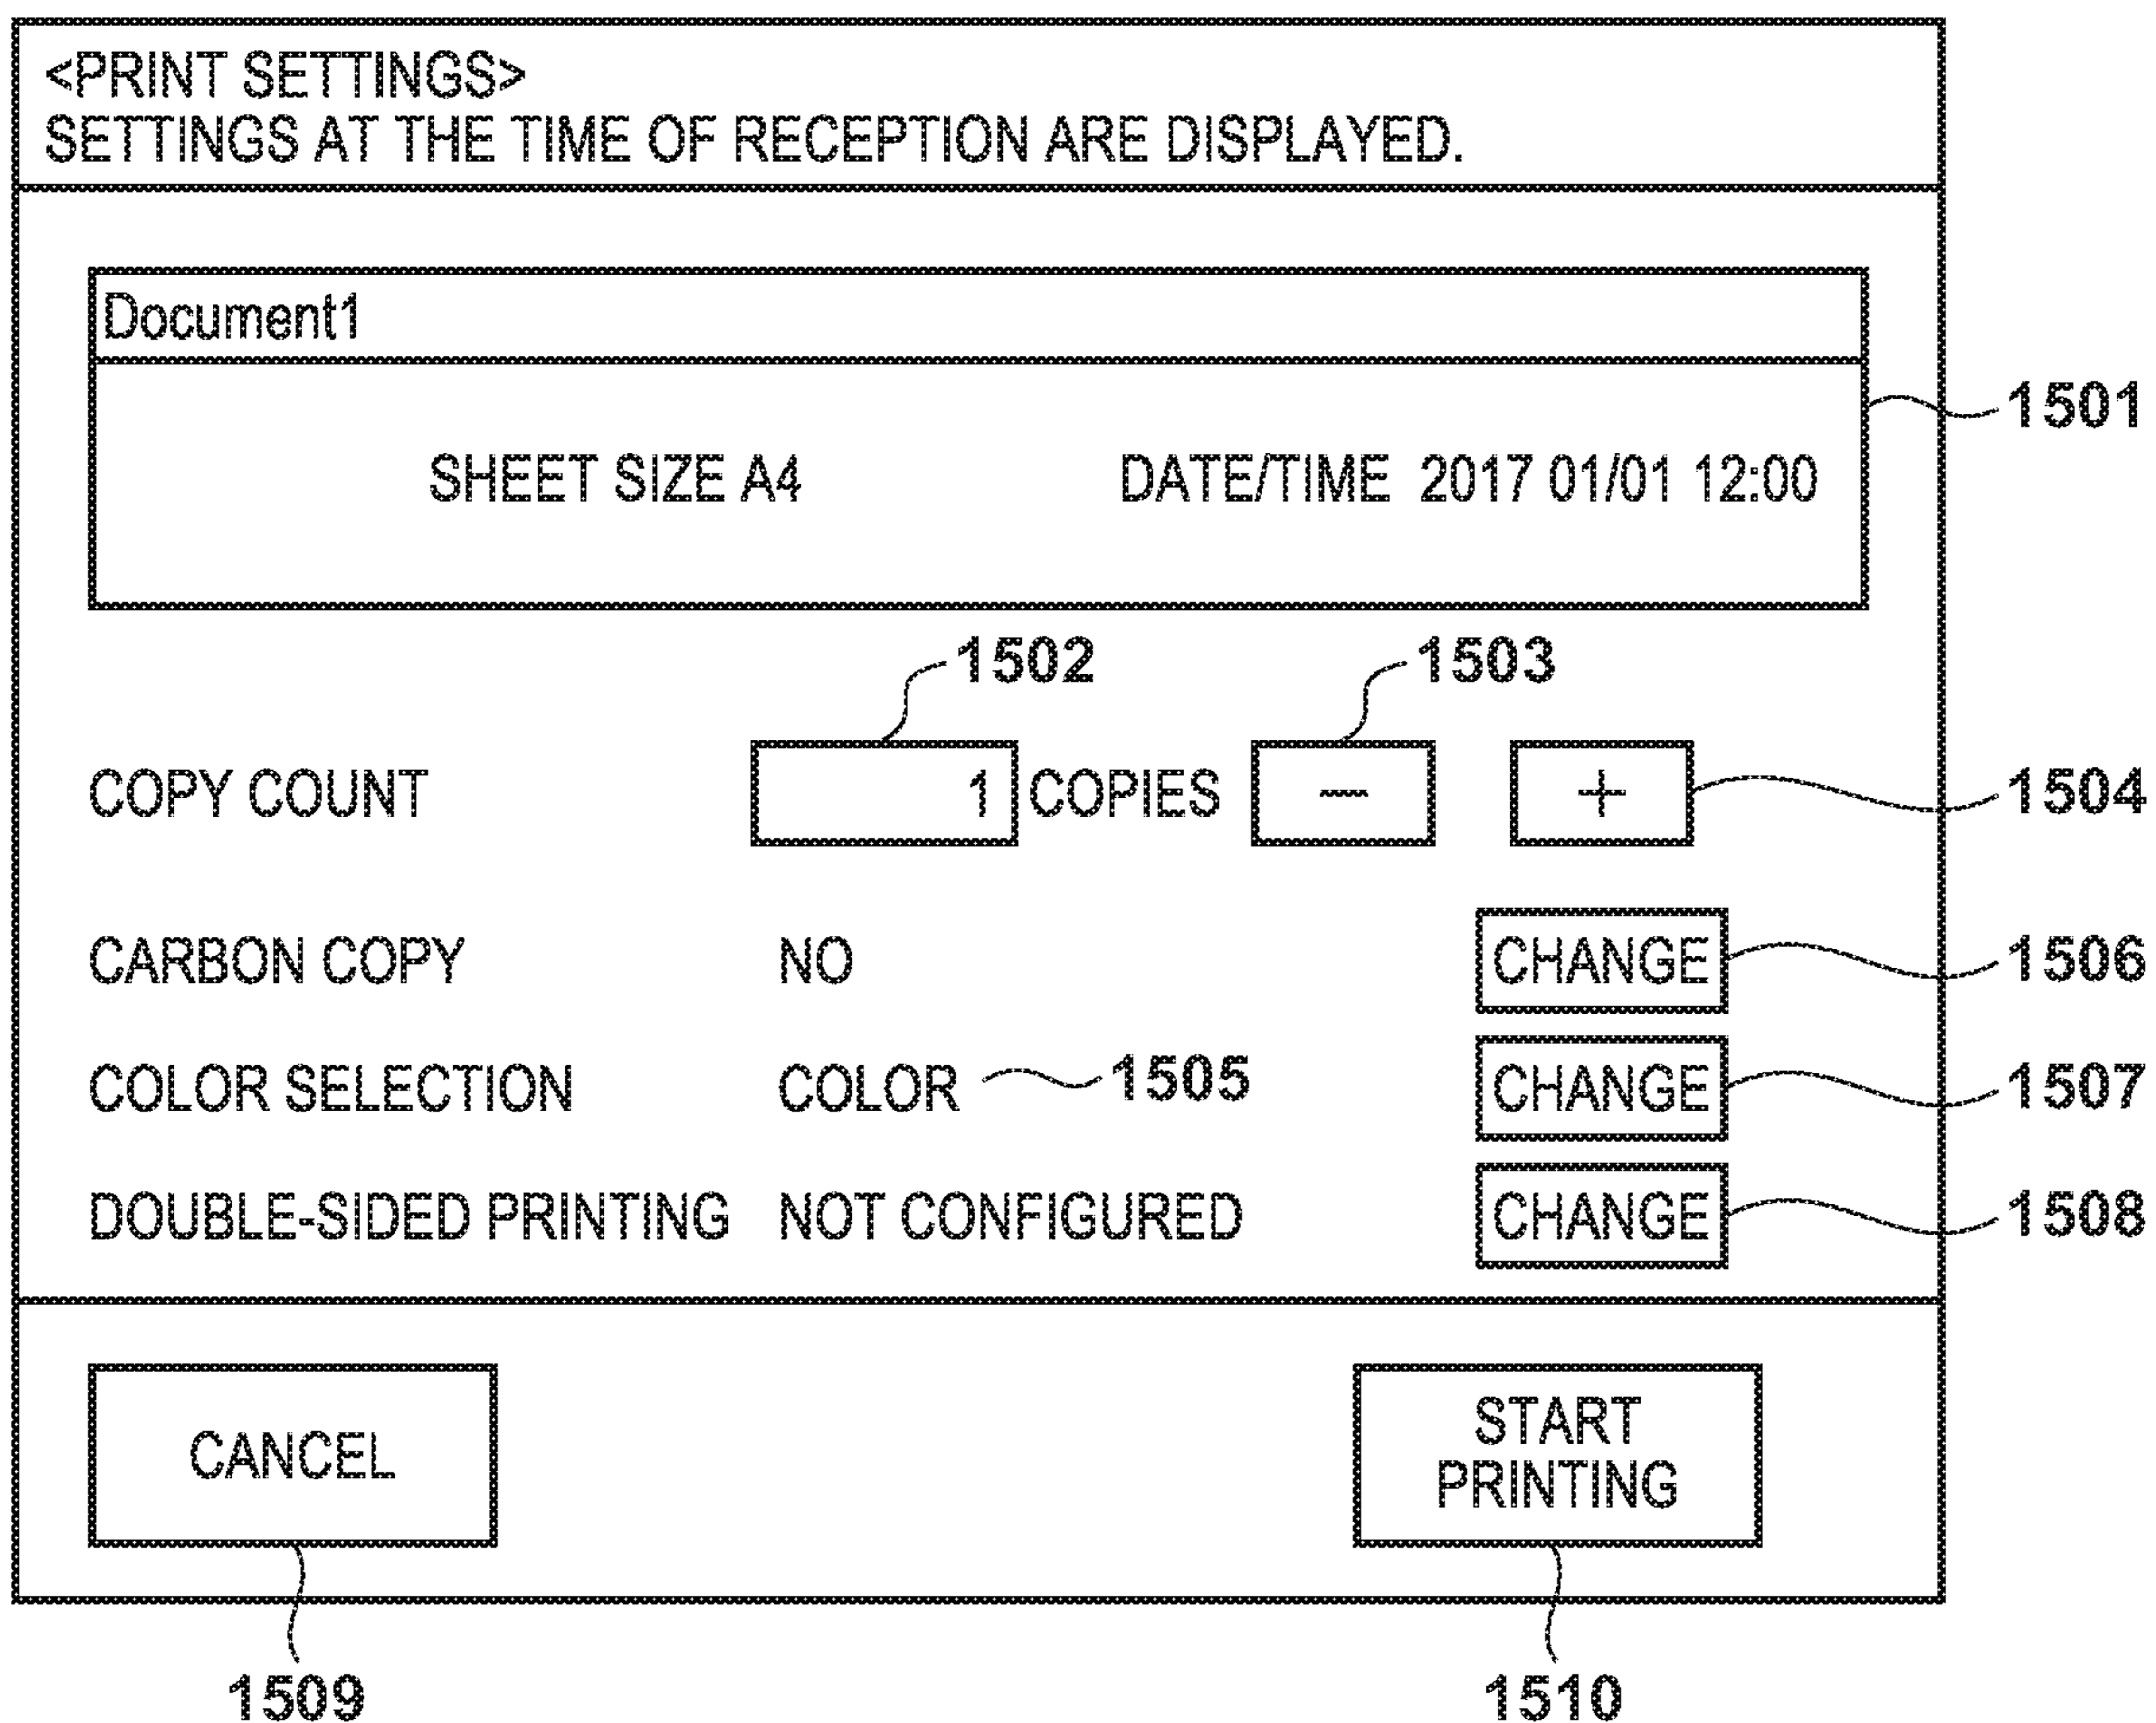 <PRINT SETTINGS>
SETTINGS AT THE TIME OF RECEPTION ARE DISPLAYED.
Document1
1501
SHEET SIZE A4 DATE/TIME 2017 01/01 12:00
1502 1503
COPY COUNT 1 COPIES — + 1504
CARBON COPY NO CHANGE 1506
COLOR SELECTION COLOR 1505 CHANGE 1507
DOUBLE-SIDED PRINTING NOT CONFIGURED CHANGE 1508
CANCEL
START
PRINTING
1509 1510